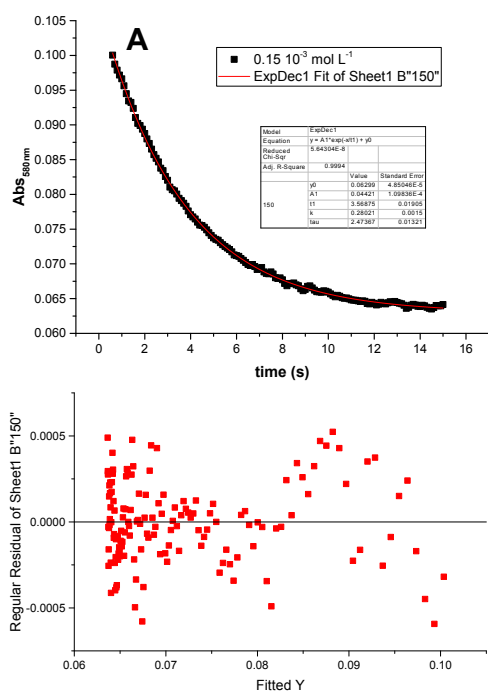 A
0.105
0.100
0.095
0.090
0.085
0.080
0.075
0.070
0.065
0.060
Abs580nm
0.15 10⁻³ mol L⁻¹
ExpDec1 Fit of Sheet1 B"150"
Model ExpDec1
Equation y = A1*exp(-x/t1) + y0
Reduced Chi-Sqr 5.64304E-8
Adj. R-Square 0.9994
Value Standard Error
150 y0 0.06299 4.85046E-5
A1 0.04421 1.09836E-4
t1 3.56875 0.01905
k 0.28021 0.0015
tau 2.47367 0.01321
0 2 4 6 8 10 12 14 16
time (s)
Regular Residual of Sheet1 B"150"
0.0005
0.0000
-0.0005
0.06 0.07 0.08 0.09 0.10
Fitted Y